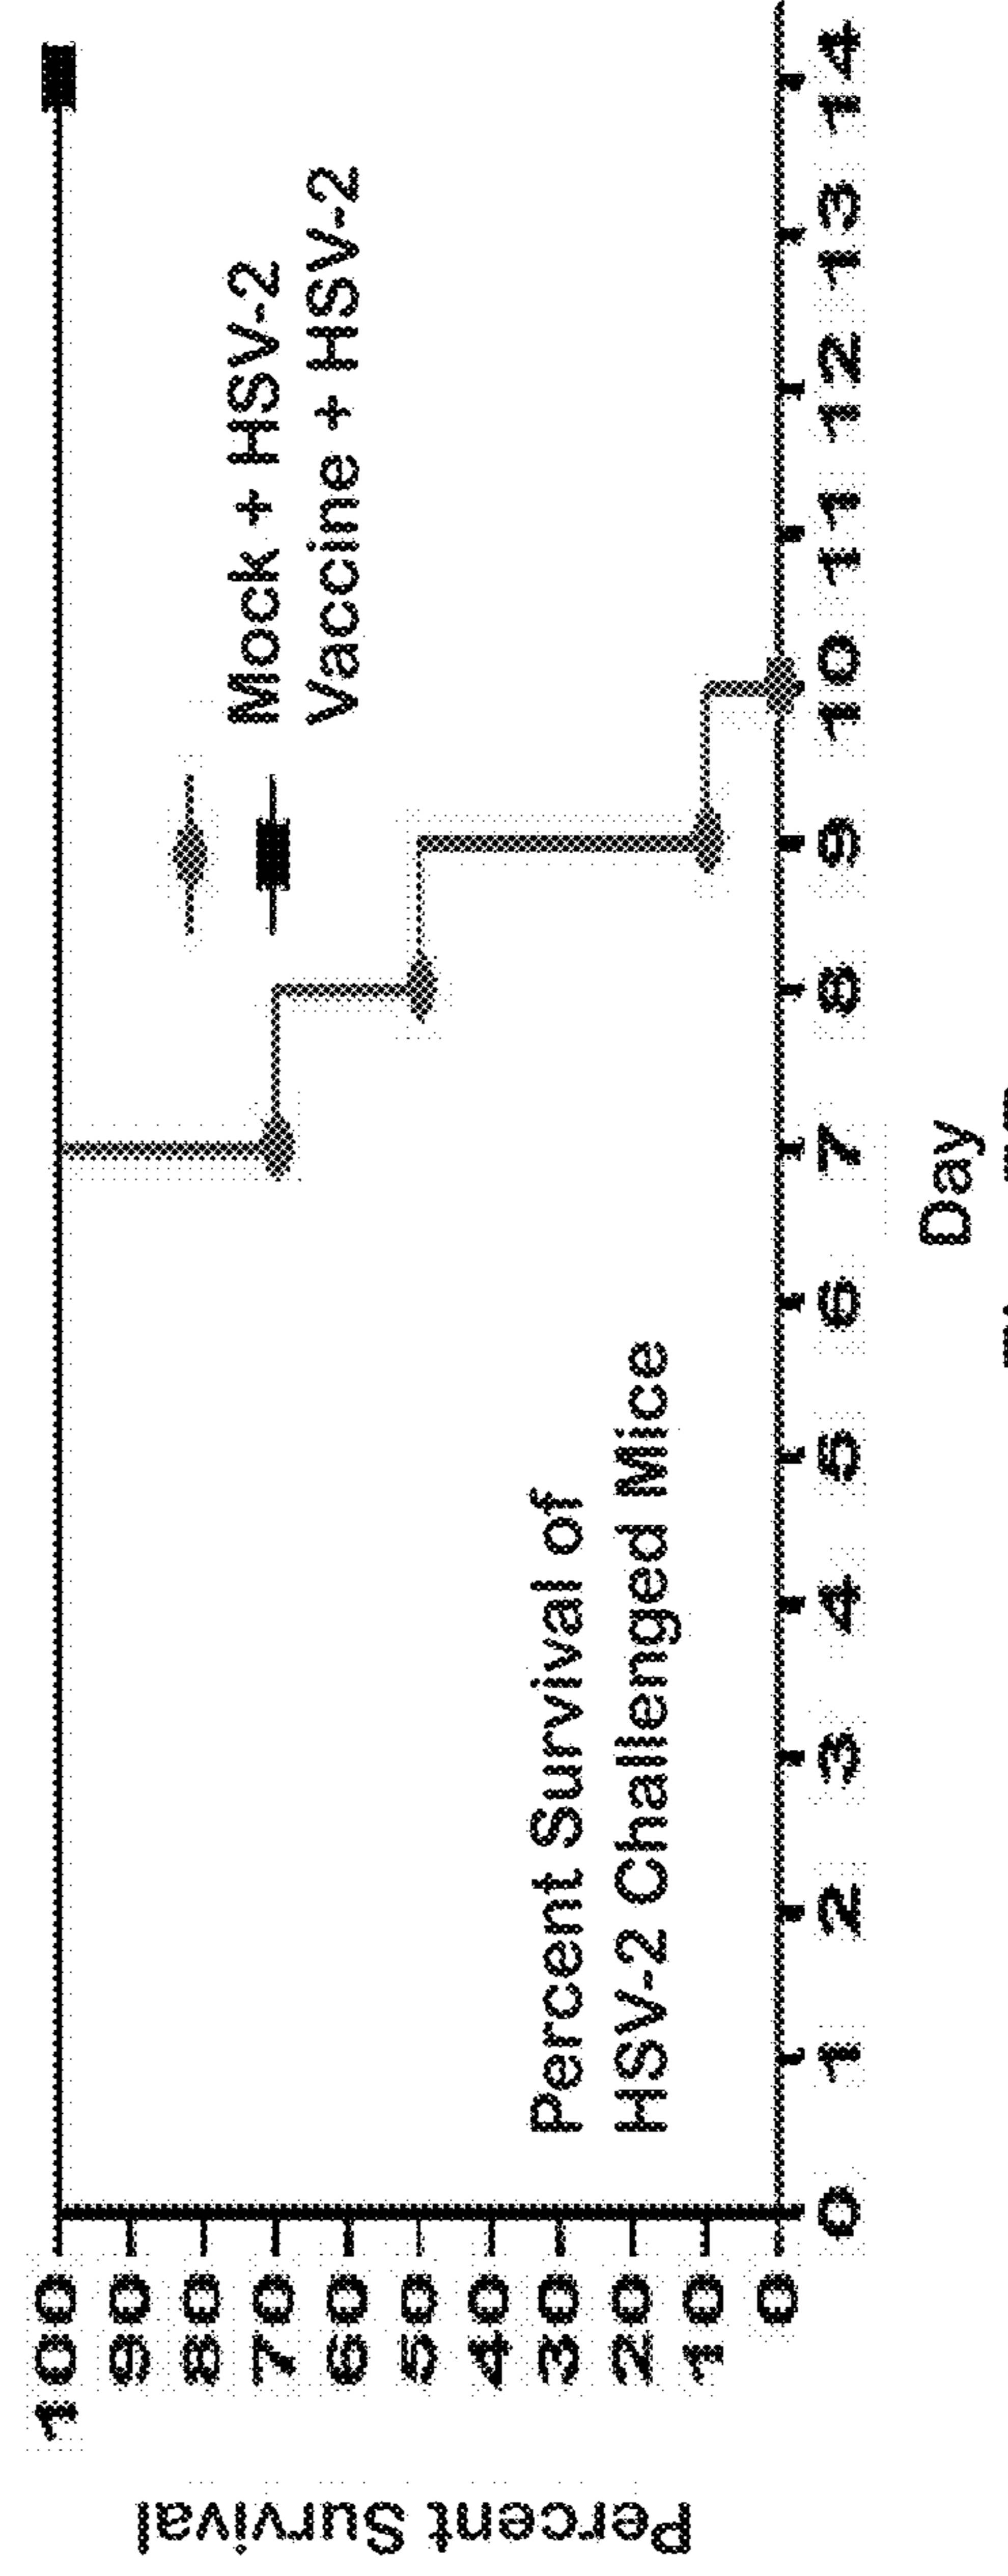 Percent Survival
100
90
80
70
60
50
40
30
20
10
0
Mock + HSV-2
Vaccine + HSV-2
Percent Survival of
HSV-2 Challenged Mice
0 1 2 3 4 5 6 7 8 9 10 11 12 13 14
Day